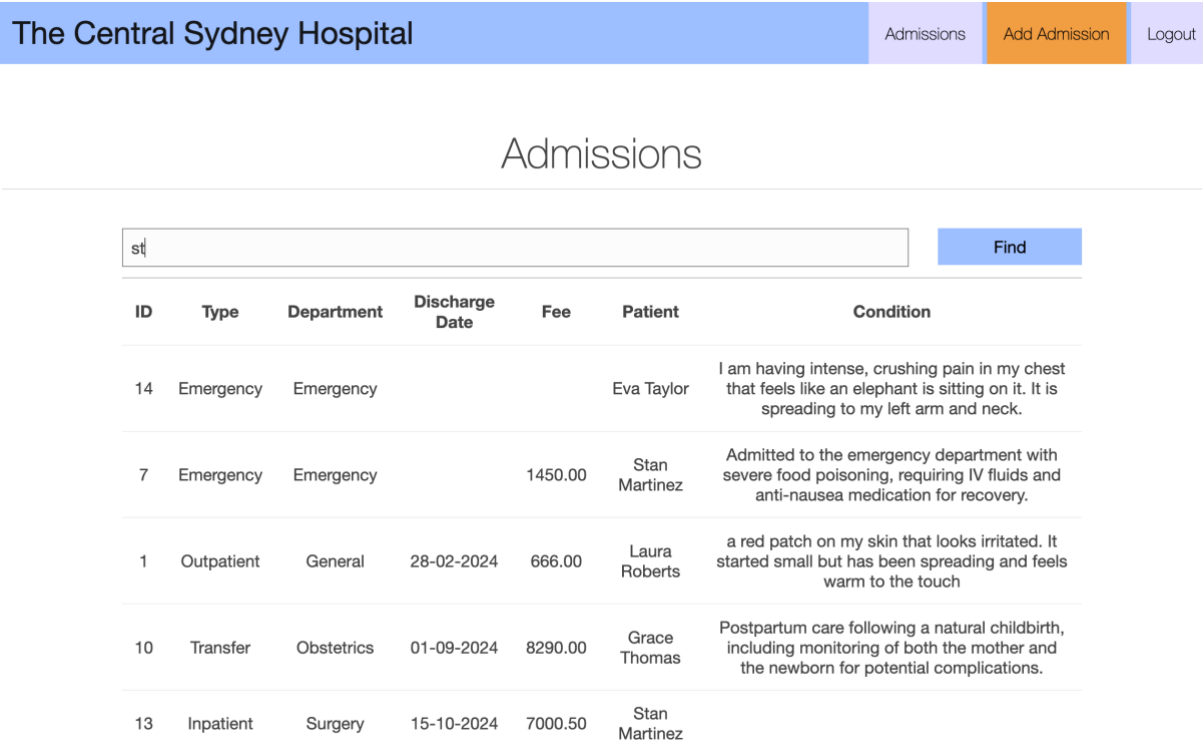 The Central Sydney Hospital
Admissions
Add Admission
Logout
Admissions
st
Find
ID Type Department Discharge Date Fee Patient Condition
14 Emergency Emergency Eva Taylor I am having intense, crushing pain in my chest
that feels like an elephant is sitting on it. It is
spreading to my left arm and neck.
7 Emergency Emergency 1450.00 Stan Martinez Admitted to the emergency department with
severe food poisoning, requiring IV fluids and
anti-nausea medication for recovery.
1 Outpatient General 28-02-2024 666.00 Laura Roberts a red patch on my skin that looks irritated. It
started small but has been spreading and feels
warm to the touch
10 Transfer Obstetrics 01-09-2024 8290.00 Grace Thomas Postpartum care following a natural childbirth,
including monitoring of both the mother and
the newborn for potential complications.
13 Inpatient Surgery 15-10-2024 7000.50 Stan Martinez